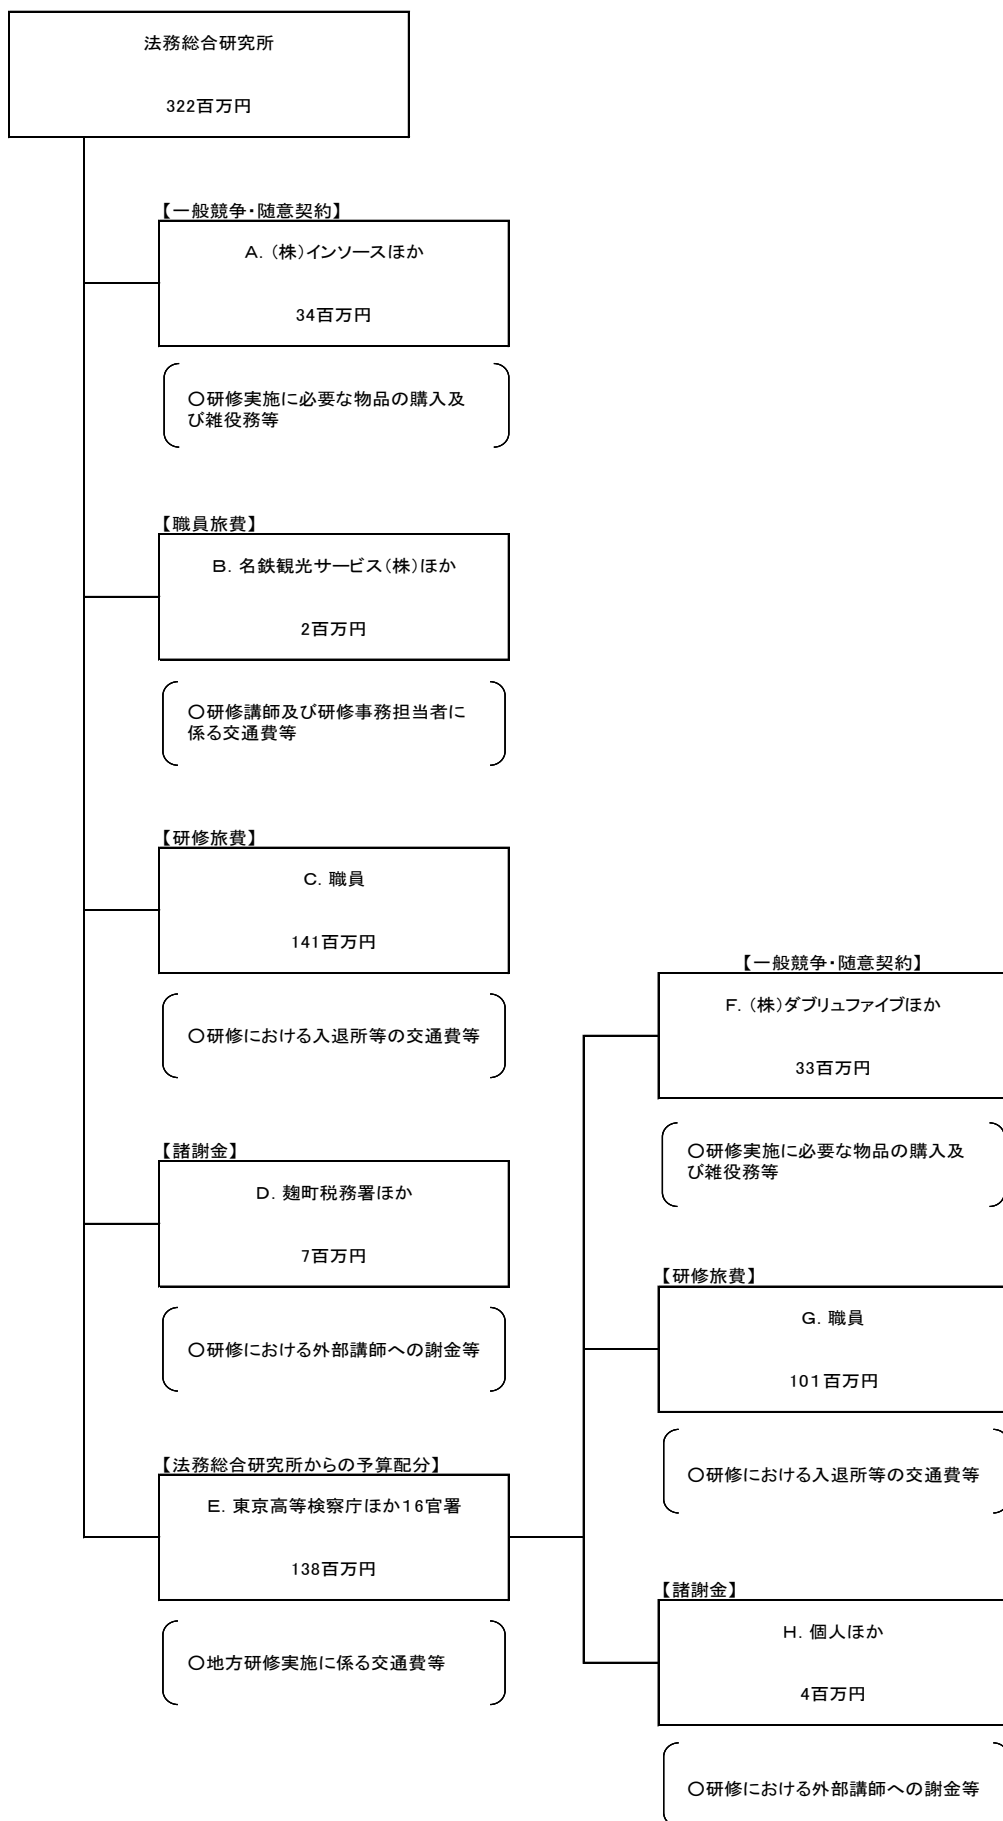 法務総合研究所
322百万円
【一般競争・随意契約】
A．（株）インソースほか
34百万円
〇研修実施に必要な物品の購入及
び雑役務等
【職員旅費】
B．名鉄観光サービス（株）ほか
2百万円
〇研修講師及び研修事務担当者に
係る交通費等
【研修旅費】
C．職員
141百万円
〇研修における入退所等の交通費等
【諸謝金】
D．麹町税務署ほか
7百万円
〇研修における外部講師への謝金等
【法務総合研究所からの予算配分】
E．東京高等検察庁ほか１６官署
138百万円
〇地方研修実施に係る交通費等
【一般競争・随意契約】
F．（株）ダブリュファイブほか
33百万円
〇研修実施に必要な物品の購入及
び雑役務等
【研修旅費】
G．職員
101百万円
〇研修における入退所等の交通費等
【諸謝金】
H．個人ほか
4百万円
〇研修における外部講師への謝金等